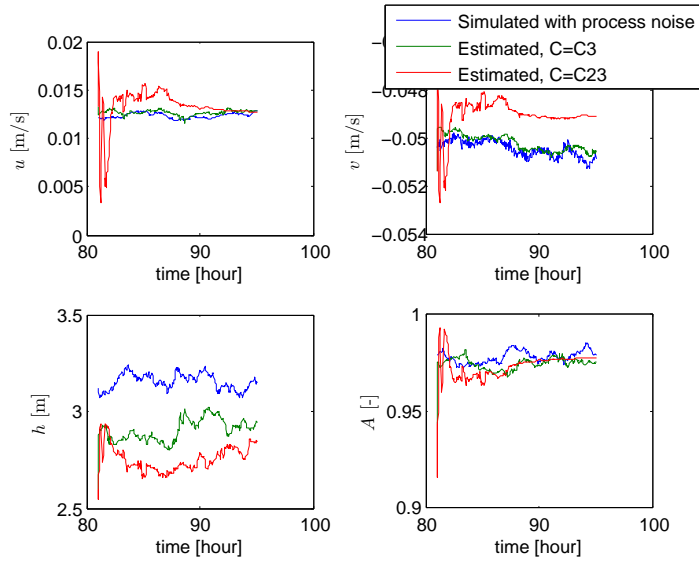 Simulated with process noise
Estimated, C=C3
Estimated, C=C23
0.02
0.015
0.01
0.005
0
u [m/s]
80 90 100
time [hour]
−0.048
−0.05
−0.052
−0.054
v [m/s]
80 90 100
time [hour]
3.5
3
2.5
h [m]
80 90 100
time [hour]
1
0.95
0.9
A [-]
80 90 100
time [hour]